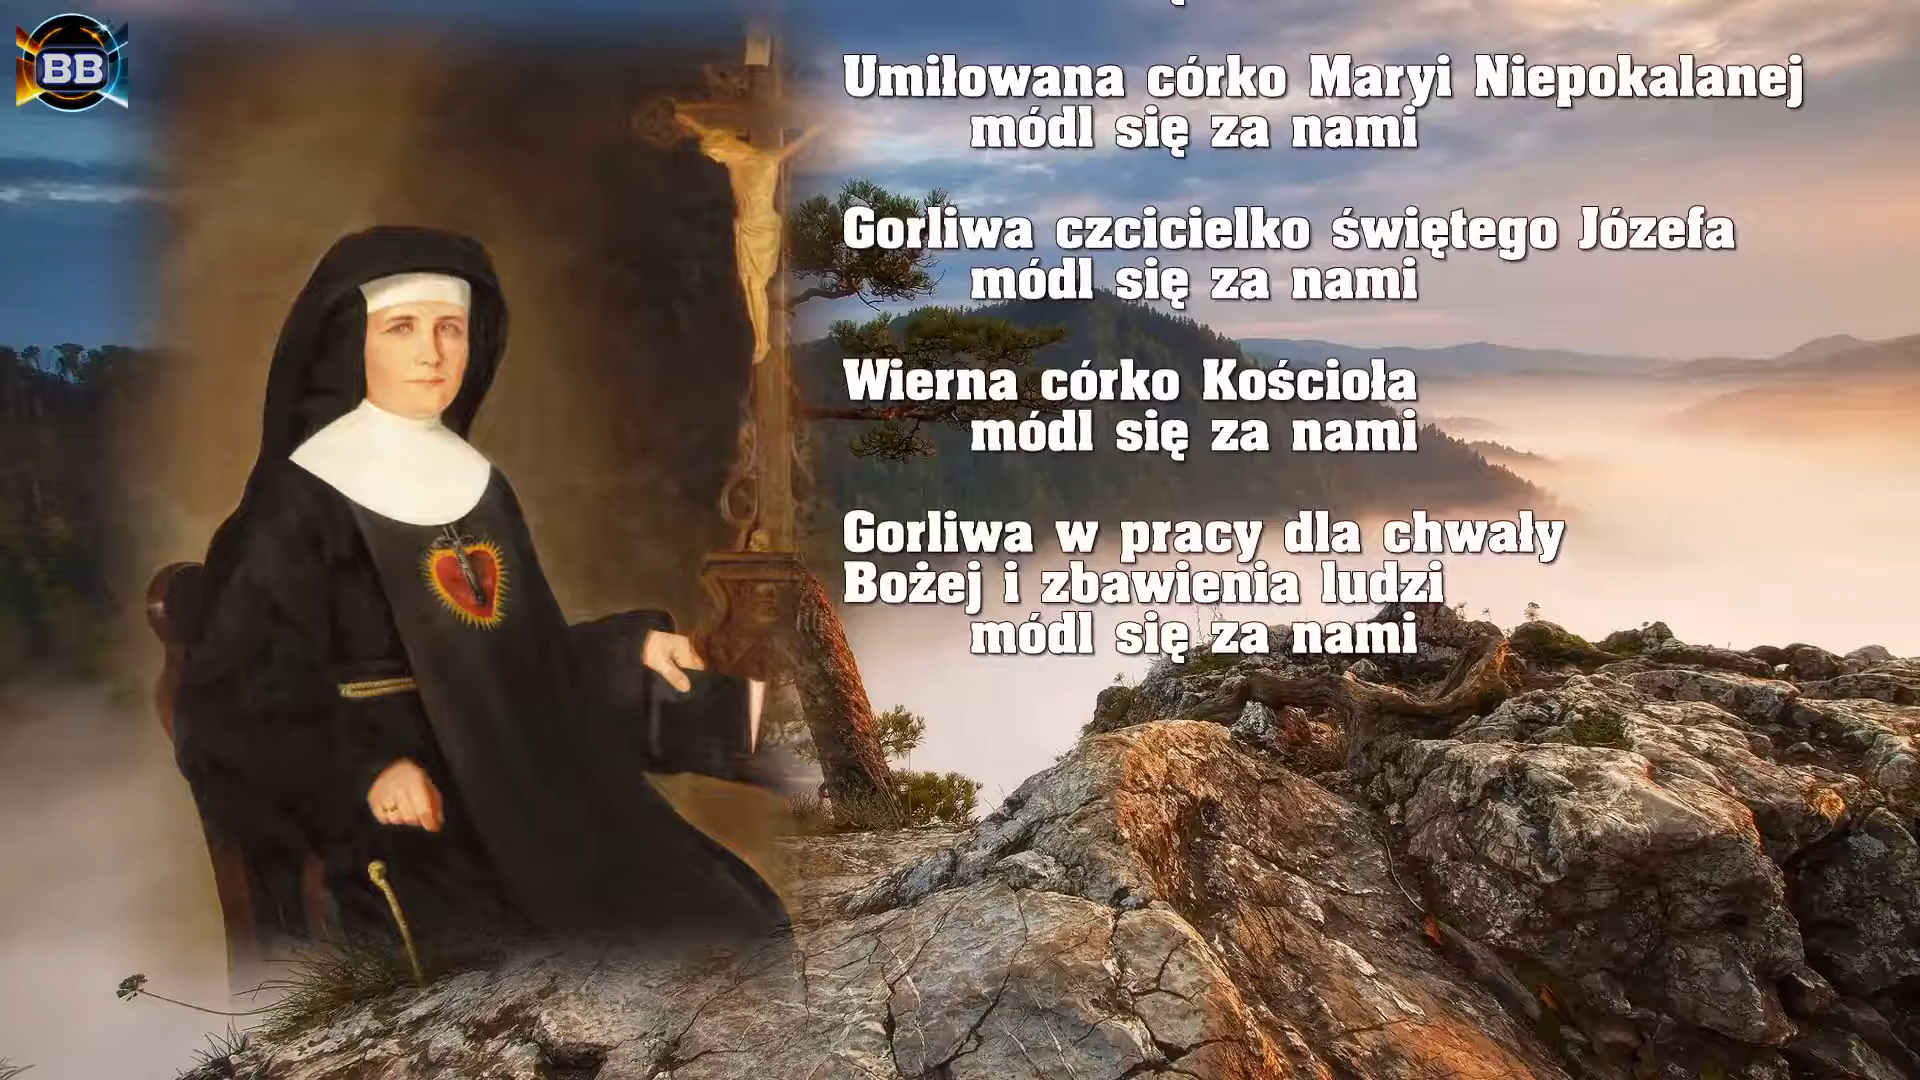 BB
Umiłowana córko Maryi Niepokalanej
módl się za nami
Gorliwa czcicielko świętego Józefa
módl się za nami
Wierna córko Kościoła
módl się za nami
Gorliwa w pracy dla chwały
Bożej i zbawienia ludzi
módl się za nami